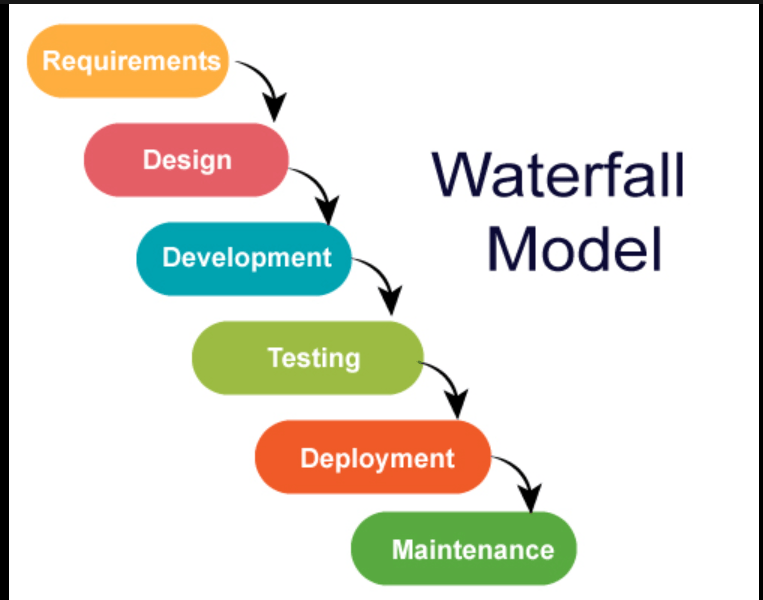 Requirements
Design
Waterfall
Model
Development
Testing
Deployment
Maintenance